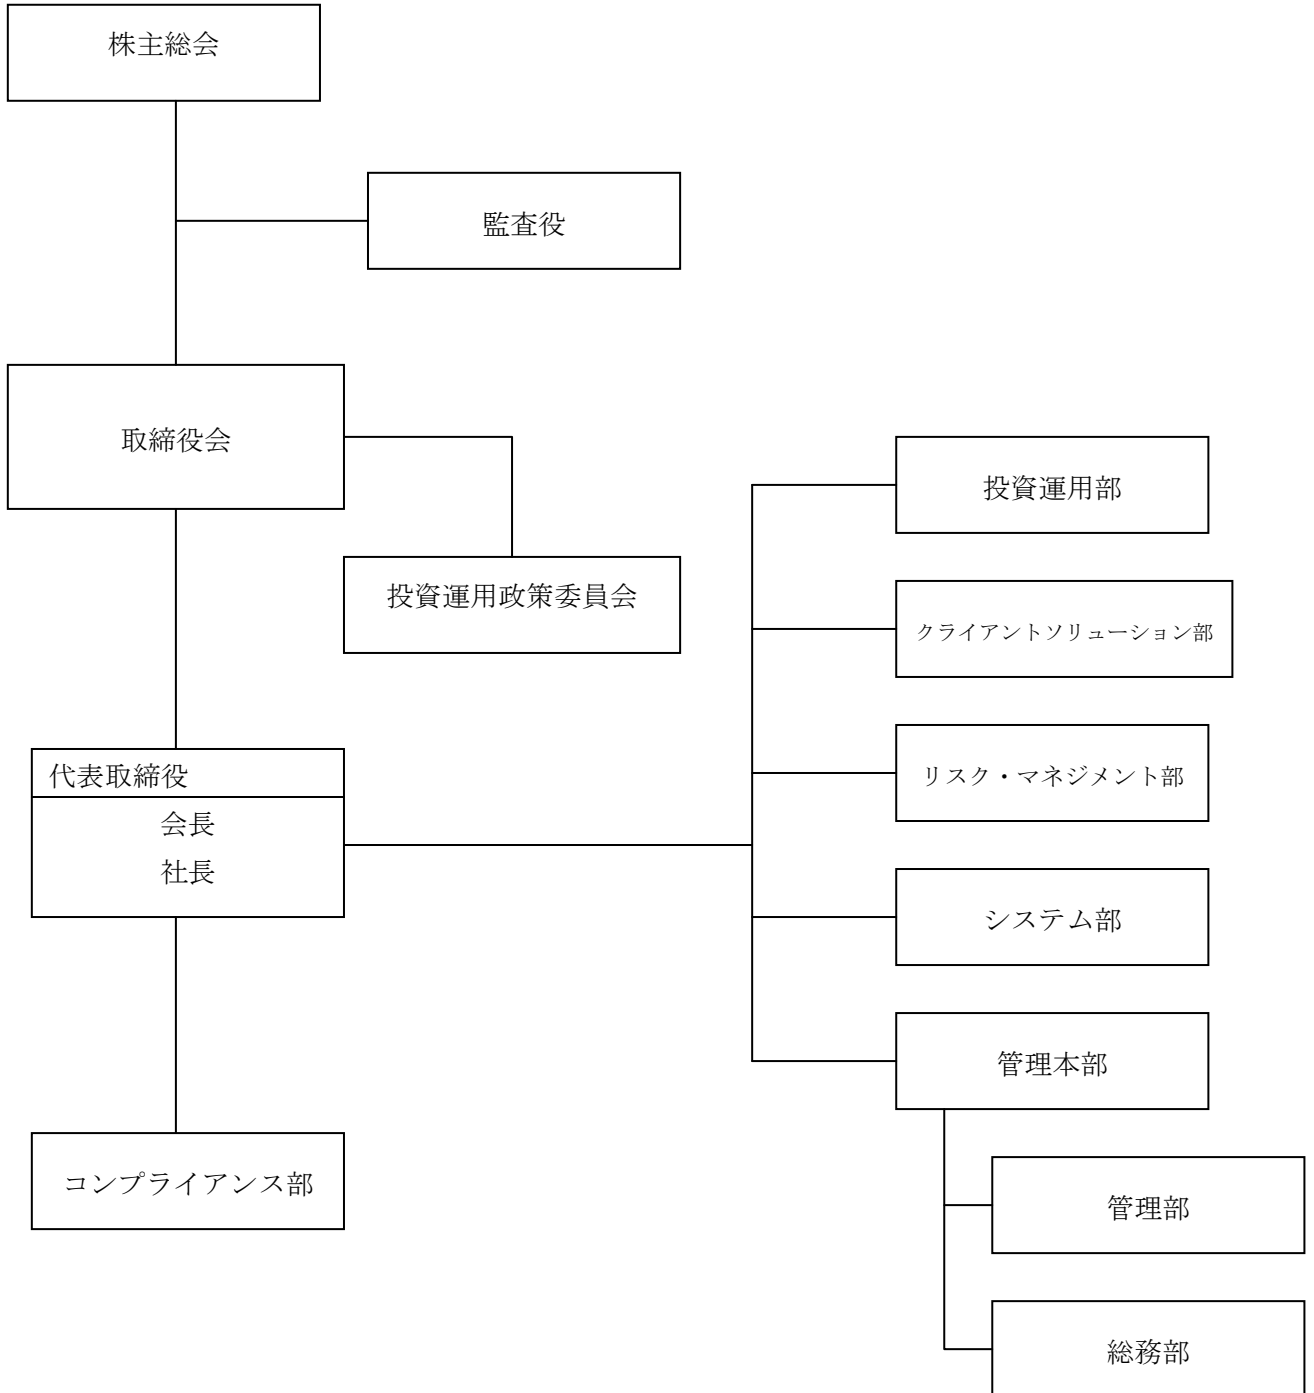 株主総会
監査役
取締役会
投資運用政策委員会
代表取締役
会長
社長
コンプライアンス部
投資運用部
クライアントソリューション部
リスク・マネジメント部
システム部
管理本部
管理部
総務部